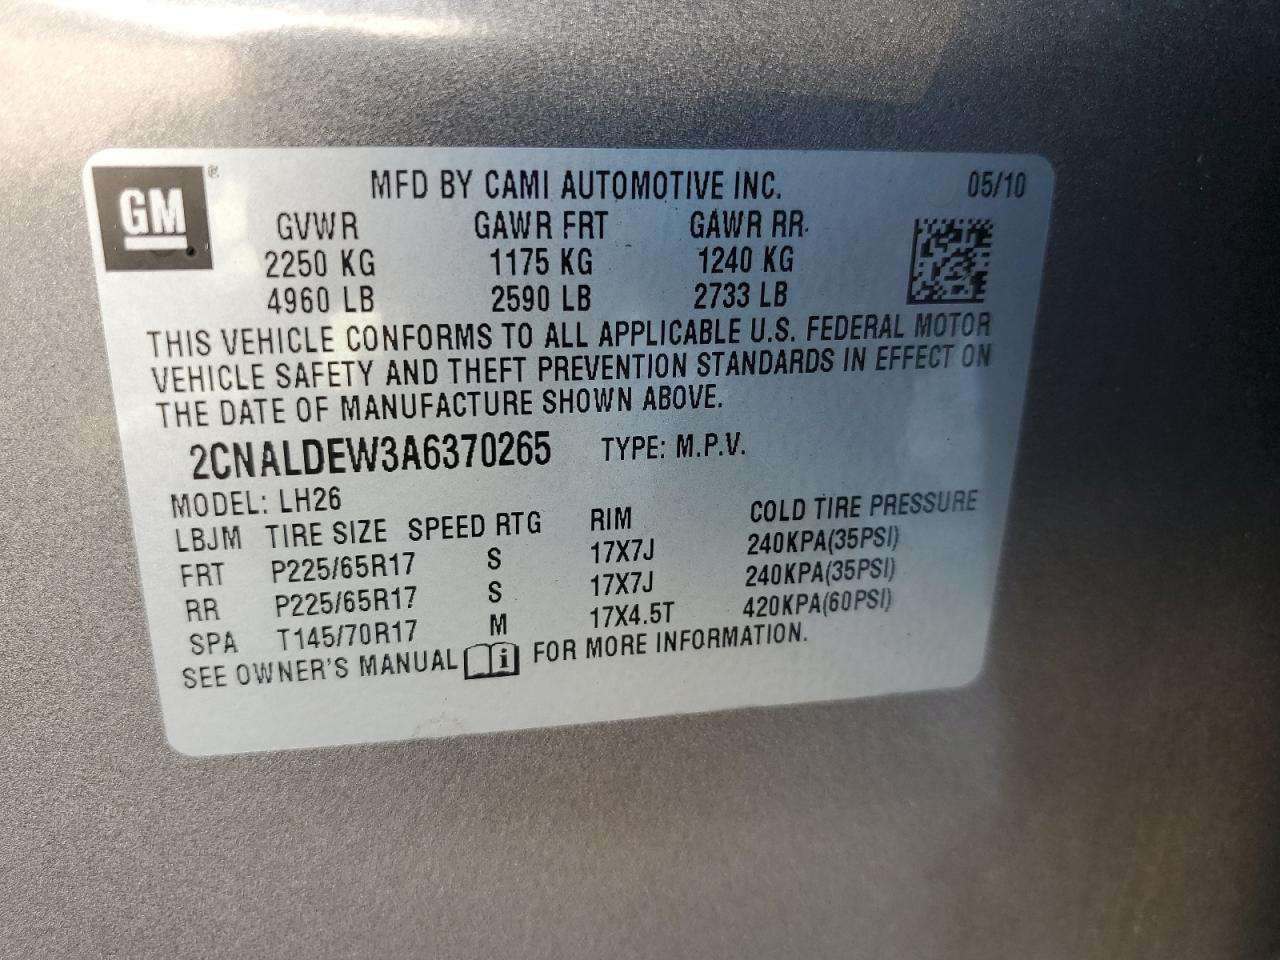 GM ® MFD BY CAMI AUTOMOTIVE INC. 05/10
GVWR GAWR FRT GAWR RR
2250 KG 1175 KG 1240 KG
4960 LB 2590 LB 2733 LB
THIS VEHICLE CONFORMS TO ALL APPLICABLE U.S. FEDERAL MOTOR
VEHICLE SAFETY AND THEFT PREVENTION STANDARDS IN EFFECT ON
THE DATE OF MANUFACTURE SHOWN ABOVE.
2CNALDEW3A6370265 TYPE: M.P.V.
MODEL: LH26
LBJM TIRE SIZE SPEED RTG RIM COLD TIRE PRESSURE
FRT P225/65R17 S 17X7J 240KPA(35PSI)
RR P225/65R17 S 17X7J 240KPA(35PSI)
SPA T145/70R17 M 17X4.5T 420KPA(60PSI)
SEE OWNER'S MANUAL i FOR MORE INFORMATION.